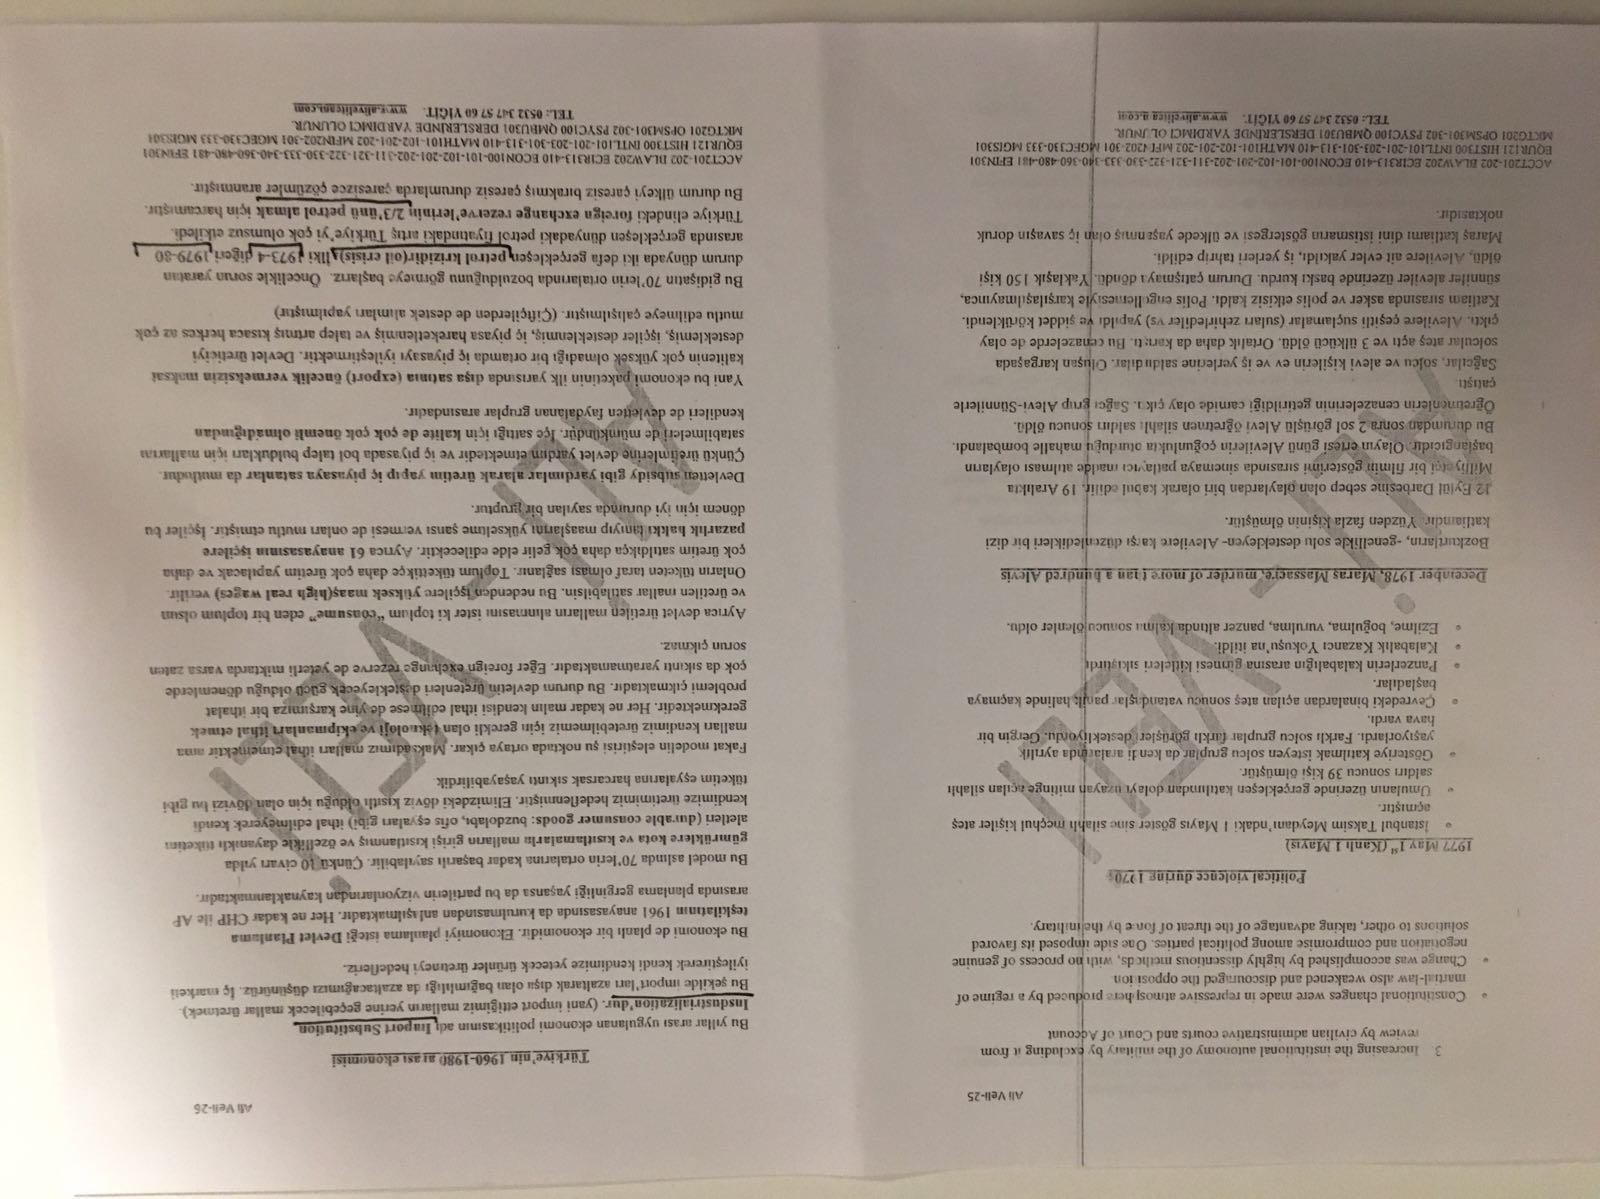 Ali Veli-25
3. Increasing the institutional autonomy of the military by excluding it from
review by civilian administrative courts and Court of Account
• Constitutional changes were made in repressive atmosphere produced by a regime of
martial-law also weakened and discouraged the opposition.
• Change was accomplished by highly dissentious methods, with no process of genuine
negotiation and compromise among political parties. One side imposed its favored
solutions to other, taking advantage of the threat of force by the military.
Political violence during 1970s
1977 May 1st (Kanlı 1 Mayıs)
• İstanbul Taksim Meydanı'ndaki 1 Mayıs gösterisine silahlı meçhul kişiler ateş
açmıştır.
• Umulanın üzerinde gerçekleşen katılımdan dolayı uzayan mitinge açılan silahlı
saldırı sonucu 39 kişi ölmüştür.
• Gösteriye katılmak isteyen solcu gruplar da kendi aralarında ayrılık
yaşıyorlardı. Farklı solcu gruplar farklı görüşleri destekliyordu. Gergin bir
hava vardı.
• Çevredeki binalardan açılan ateş sonucu vatandaşlar panik halinde kaçmaya
başladılar.
• Panzerlerin kalabalığın arasına girmesi kitleleri sıkıştırdı
• Kalabalık Kazancı Yokuşu'na itildi.
• Ezilme, boğulma, vurulma, panzer altında kalma sonucu ölenler oldu.
December 1978, Maraş Massacre, murder of more than a hundred Alevis
Bozkurtların, -genellikle solu destekleyen- Alevilere karşı düzenledikleri bir dizi
katliamdır. Yüzden fazla kişinin ölmüştür.
12 Eylül Darbesine sebep olan olaylardan biri olarak kabul edilir. 19 Aralıkta
Milliyetçi bir filmin gösterimi sırasında sinemaya patlayıcı madde atılması olayların
başlangıcıdır. Olayın ertesi günü Alevilerin çoğunlukta oturduğu mahalle bombalandı.
Bu durumdan sonra 2 sol görüşlü Alevi öğretmen silahlı saldırı sonucu öldü.
Öğretmenlerin cenazelerinin getirildiği camide olay çıktı. Sağcı grup Alevi-Sünnilerle
çatıştı.
Sağcılar, solcu ve alevi kişilerin ev ve iş yerlerine saldırdılar. Oluşan kargaşada
solcular ateş açtı ve 3 ülkücü öldü. Ortalık daha da karıştı. Bu cenazelerde de olay
çıktı. Alevilere çeşitli suçlamalar (suları zehirlediler vs) yapıldı ve şiddet körüklendi.
Katliam sırasında asker ve polis etkisiz kaldı. Polis engellemesiyle karşılaşılmayınca,
sünniler aleviler üzerinde baskı kurdu. Durum çatışmaya döndü. Yaklaşık 150 kişi
öldü, Alevilere ait evler yakıldı, iş yerleri tahrip edildi.
Maraş katliamı dini istismarın göstergesi ve ülkede yaşanmış olan iç savaşın doruk
noktasıdır.
ACCT201-202 BLAW202 ECIR313-410 ECON100-101-102-201-202-311-321-322-330-333-340-360-480-481 EFIN301
EQUR121 HIST300 INTL101-201-203-301-313-410 MATH101-102-201-202 MFIN202-301 MGEC330-333 MGIS301
MKTG201 OPSM301-302 PSYC100 QMBU301 DERSLERİNDE YARDIMCI OLUNUR.
TEL: 0532 347 57 60 YİĞİT. www.aliveliteam.com
ALİ - VELİ
Ali Veli-26
Türkiye'nin 1960-1980 arası ekonomisi
Bu yıllar arası uygulanan ekonomi politikasının adı Import Substitution
Insdustrialization'dur. (yani import ettiğimiz malların yerine geçebilecek mallar üretmek).
Bu şekilde import'ları azaltarak dışa olan bağımlılığı da azaltacağımızı düşünürüz. İç marketi
iyileştirerek kendi kendimize yetecek ürünler üretmeyi hedefleriz.
Bu ekonomi de planlı bir ekonomidir. Ekonomiyi planlama isteği Devlet Planlama
teşkilatının 1961 anayasasında da kurulmasından anlaşılmaktadır. Her ne kadar CHP ile AP
arasında planlama gerginliği yaşansa da bu partilerin vizyonlarından kaynaklanmaktadır.
Bu model aslında 70'lerin ortalarına kadar başarılı sayılabilir. Çünkü 10 civarı yılda
gümrüklere kota ve kısıtlamalarla malların girişi kısıtlanmış ve özellikle dayanıklı tüketim
aletleri (durable consumer goods: buzdolabı, ofis eşyaları gibi) ithal edilmeyerek kendi
kendimize üretimimiz hedeflenmiştir. Elimizdeki döviz kısıtlı olduğu için olan dövizi bu gibi
tüketim eşyalarına harcarsak sıkıntı yaşayabilirdik.
Fakat modelin eleştirisi şu noktada ortaya çıkar. Maksadımız malları ithal etmemektir ama
malları kendimiz üretebilmemiz için gerekli olan teknoloji ve ekipmanları ithal etmek
gerekmektedir. Her ne kadar malın kendisi ithal edilmese de yine karşımıza bir ithalat
problemi çıkmaktadır. Bu durum devletin üretenleri destekleyecek gücü olduğu dönemlerde
çok da sıkıntı yaratmamaktadır. Eğer foreign exchange rezerve de yeterli miktarda varsa zaten
sorun çıkmaz.
Ayrıca devlet üretilen malların alınmasını ister ki toplum "consume" eden bir toplum olsun
ve üretilen mallar satılabilsin. Bu nedenden işçilere yüksek maaş(high real wages) verilir.
Onların tüketen taraf olması sağlanır. Toplum tükettikçe daha çok üretim yapılacak ve daha
çok üretim satıldıkça daha çok gelir elde edilecektir. Ayrıca 61 anayasasının işçilere
pazarlık hakkı tanıyıp maaşlarını yükseltme şansı vermesi de onları mutlu etmiştir. İşçiler bu
dönem için iyi durumda sayılan bir gruptur.
Devletten subsidy gibi yardımlar alarak üretim yapıp iç piyasaya satanlar da mutludur.
Çünkü üretimlerine devlet yardım etmektedir ve iç piyasada bol talep buldukları için mallarını
satabilmeleri de mümkündür. İçe sattığı için kalite de çok çok önemli olmadığından
kendileri de devletten faydalanan gruplar arasındadır.
Yani bu ekonomi paketinin ilk yarısında dışa satıma (export) öncelik vermeksizin maksat
kalitenin çok yüksek olmadığı bir ortamda iç piyasayı iyileştirmektir. Devlet üreticiyi
desteklemiş, işçiler desteklenmiş, iç piyasa hareketlenmiş ve talep artmış kısaca herkes az çok
mutlu edilmeye çalışılmıştır. (Çiftçilerden de destek alımları yapılmıştır)
Bu gidişatın 70'lerin ortalarında bozulduğunu görmeye başlarız. Öncelikle sorun yaratan
durum dünyada iki defa gerçekleşen petrol krizidir(oil crisis). İlki 1973-4 diğeri 1979-80
arasında gerçekleşen dünyadaki petrol fiyatındaki artış Türkiye'yi çok olumsuz etkiledi.
Türkiye elindeki foreign exchange rezerve'lerinin 2/3'ünü petrol almak için harcamıştır.
Bu durum ülkeyi çaresiz bırakmış çaresiz durumlarda çaresizce çözümler aranmıştır.
ACCT201-202 BLAW202 ECIR313-410 ECON100-101-102-201-202-311-321-322-330-333-340-360-480-481 EFIN301
EQUR121 HIST300 INTL101-201-203-301-313-410 MATH101-102-201-202 MFIN202-301 MGEC330-333 MGIS301
MKTG201 OPSM301-302 PSYC100 QMBU301 DERSLERİNDE YARDIMCI OLUNUR.
TEL: 0532 347 57 60 YİĞİT. www.aliveliteam.com
ALİ - VELİ